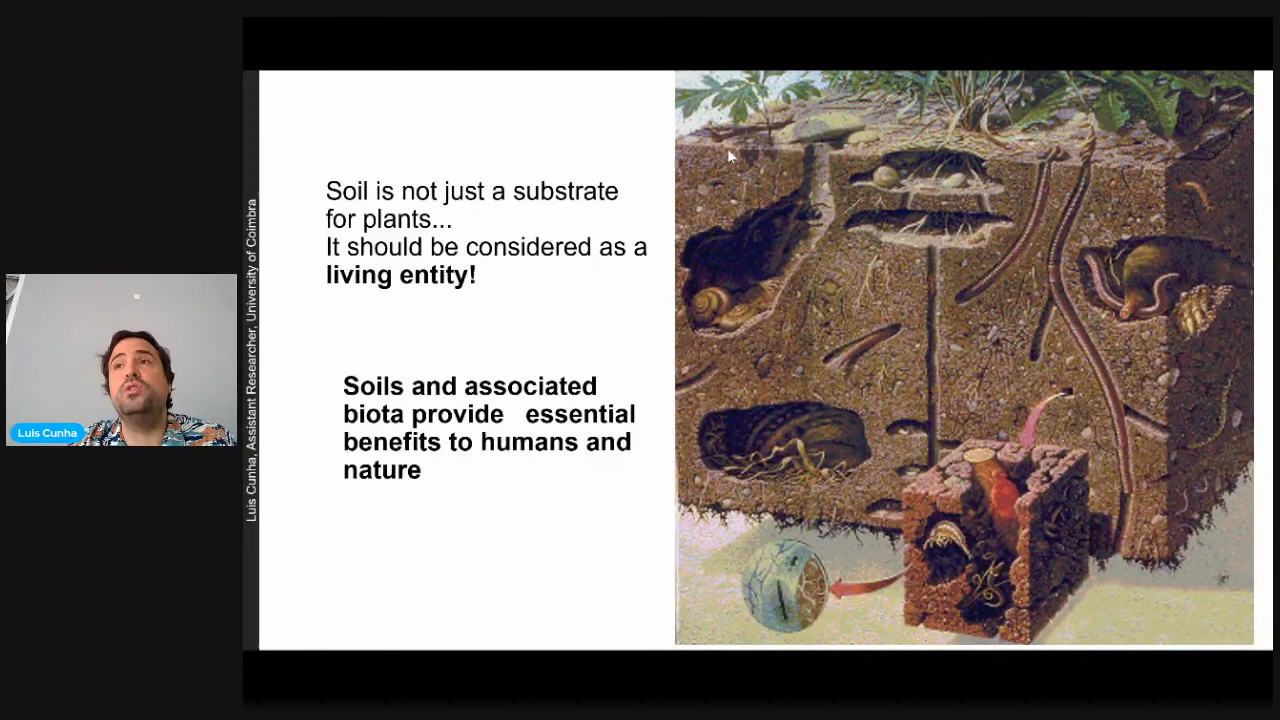 Luis Cunha
Luis Cunha, Assistant Researcher, University of Coimbra
Soil is not just a substrate
for plants...
It should be considered as a
living entity!
Soils and associated
biota provide   essential
benefits to humans and
nature